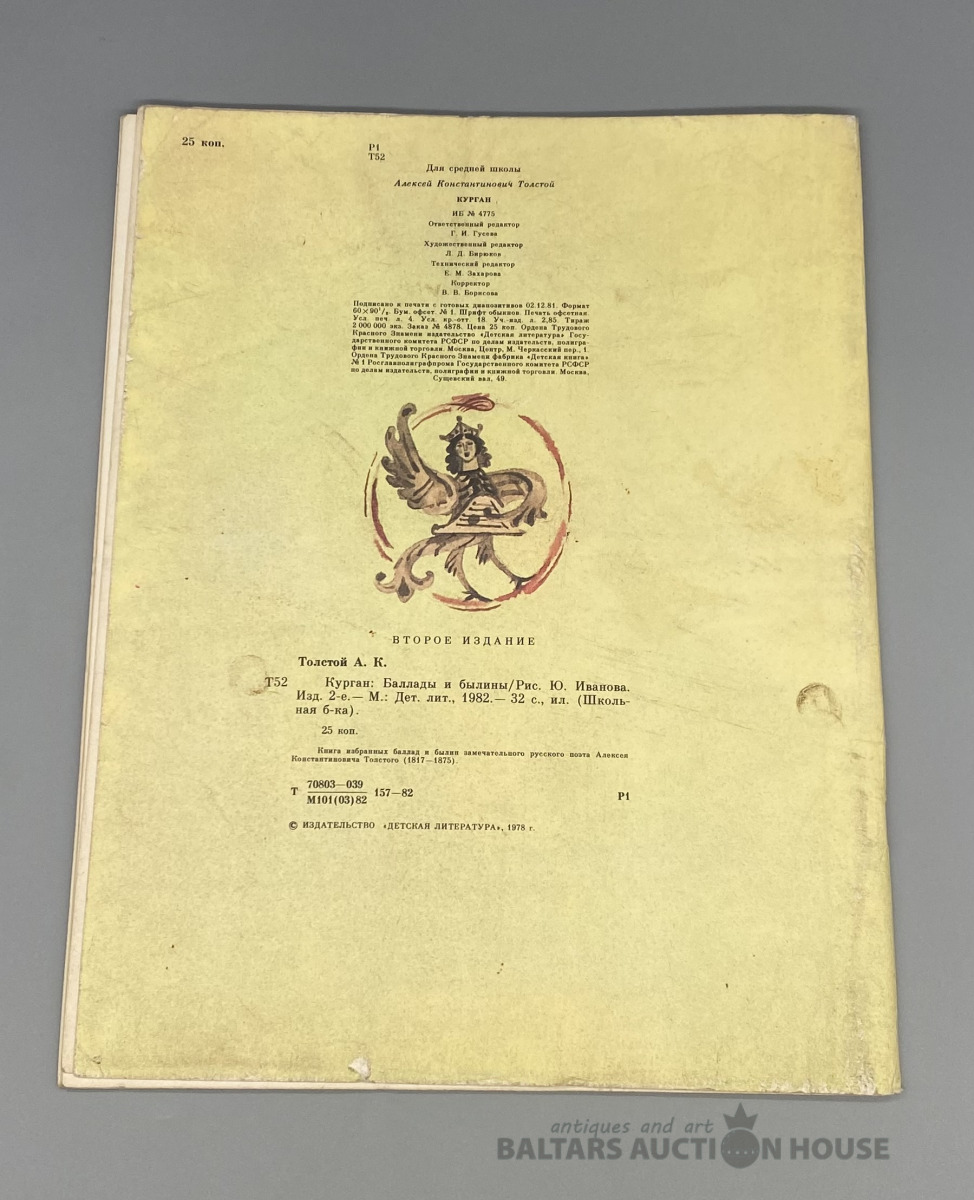 25 коп.
Р1
Т52
Для средней школы
Алексей Константинович Толстой
КУРГАН
ИБ № 4775
Ответственный редактор
Г. И. Гусева
Художественный редактор
Л. Д. Бирюков
Технический редактор
Е. М. Захарова
Корректор
В. В. Борисова
Подписано к печати с готовых диапозитивов 02.12.81. Формат
60×90¹/₈. Бум. офсет. № 1. Шрифт обыкнов. Печать офсетная.
Усл. печ. л. 4. Усл. кр.-отт. 18. Уч.-изд. л. 2,85. Тираж
2 000 000 экз. Заказ № 4878. Цена 25 коп. Ордена Трудового
Красного Знамени издательство «Детская литература» Госу-
дарственного комитета РСФСР по делам издательств, полигра-
фии и книжной торговли. Москва, Центр, М. Черкасский пер., 1.
Ордена Трудового Красного Знамени фабрика «Детская книга»
№ 1 Росглавполиграфпрома Государственного комитета РСФСР
по делам издательств, полиграфии и книжной торговли. Москва,
Сущевский вал, 49.
ВТОРОЕ ИЗДАНИЕ
Толстой А. К.
Т52 Курган: Баллады и былины/Рис. Ю. Иванова.
Изд. 2-е.— М.: Дет. лит., 1982.— 32 с., ил. (Школь-
ная б-ка).
25 коп.
Книга избранных баллад и былин замечательного русского поэта Алексея
Константиновича Толстого (1817—1875).
Т 70803—039 157—82
М101(03)82
Р1
© ИЗДАТЕЛЬСТВО «ДЕТСКАЯ ЛИТЕРАТУРА», 1978 г.
antiques and art
BALTARS AUCTION HOUSE